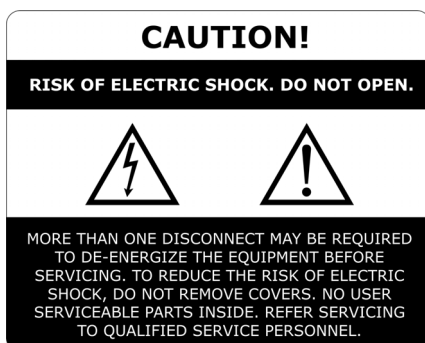 CAUTION!
RISK OF ELECTRIC SHOCK. DO NOT OPEN.
MORE THAN ONE DISCONNECT MAY BE REQUIRED
TO DE-ENERGIZE THE EQUIPMENT BEFORE
SERVICING. TO REDUCE THE RISK OF ELECTRIC
SHOCK, DO NOT REMOVE COVERS. NO USER
SERVICEABLE PARTS INSIDE. REFER SERVICING
TO QUALIFIED SERVICE PERSONNEL.